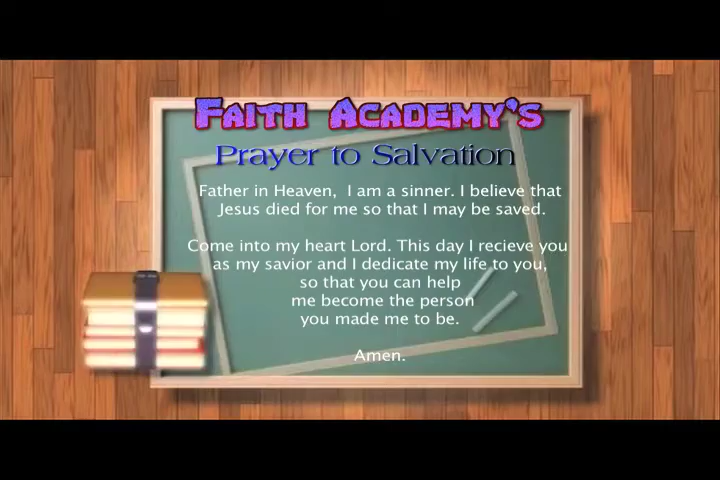 Faith Academy's
Prayer to Salvation
Father in Heaven, I am a sinner. I believe that
Jesus died for me so that I may be saved.
Come into my heart Lord. This day I recieve you
as my savior and I dedicate my life to you,
so that you can help
me become the person
you made me to be.
Amen.